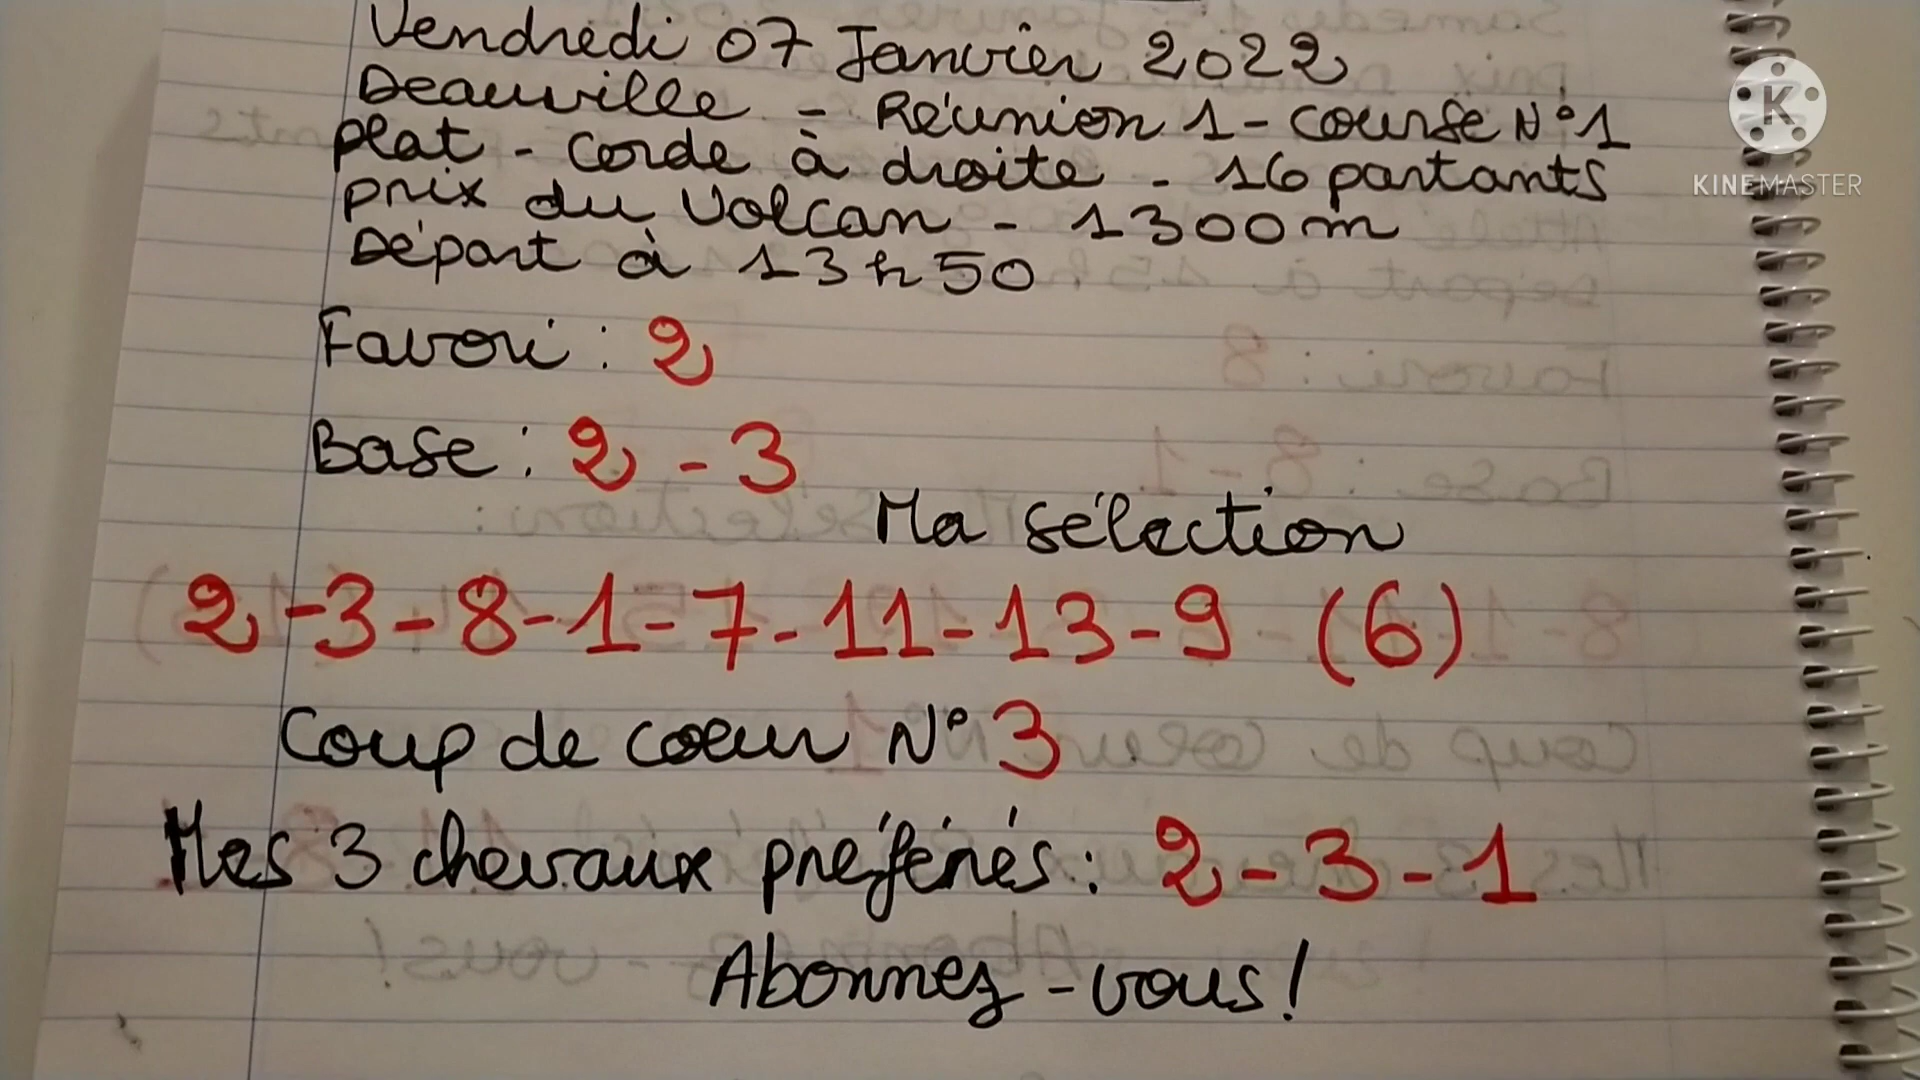 Vendredi 07 Janvier 2022
Deauville - Réunion 1 - course N°1
plat - Corde à droite - 16 partants
prix du Volcan - 1300m
Départ à 13h50
Favori : 2
Base : 2 - 3
Ma sélection
2 - 3 - 8 - 1 - 7 - 11 - 13 - 9 (6)
Coup de coeur N° 3
Mes 3 chevaux préférés : 2 - 3 - 1
Abonnez - vous !
K
KINEMASTER